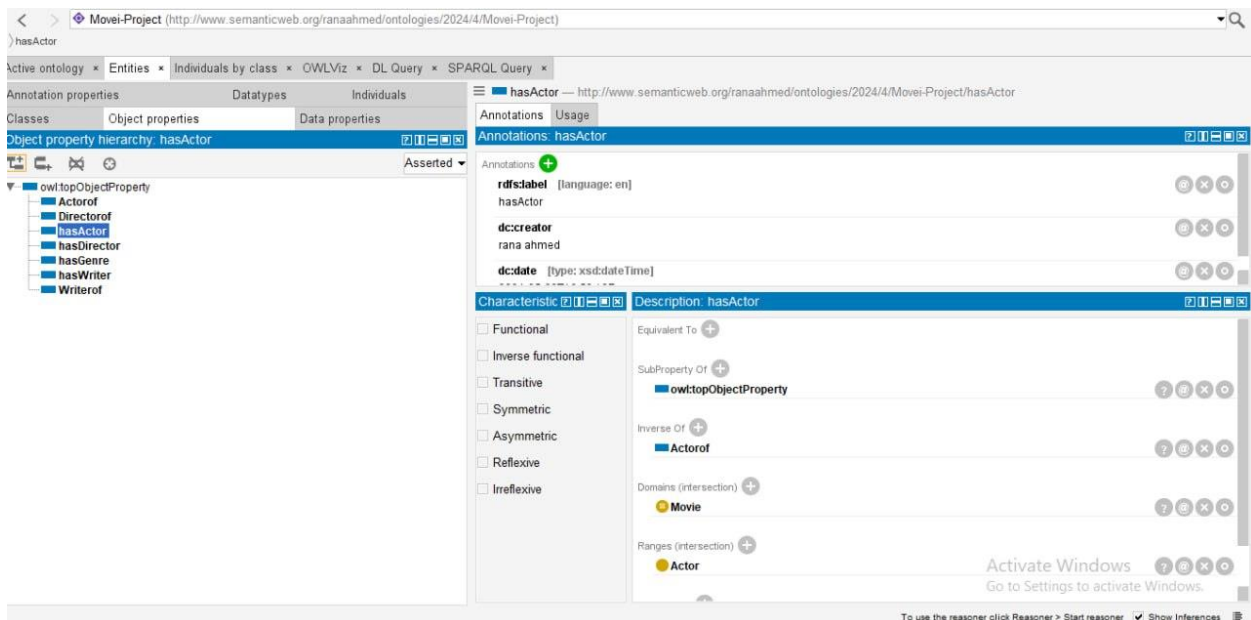 Movei-Project (http://www.semanticweb.org/ranaahmed/ontologies/2024/4/Movei-Project)
hasActor
Active ontology × Entities × Individuals by class × OWLViz × DL Query × SPARQL Query ×
Annotation properties Datatypes Individuals
Classes Object properties Data properties
Object property hierarchy: hasActor
Asserted
owl:topObjectProperty
Actorof
Directorof
hasActor
hasDirector
hasGenre
hasWriter
Writerof
hasActor — http://www.semanticweb.org/ranaahmed/ontologies/2024/4/Movei-Project/hasActor
Annotations Usage
Annotations: hasActor
Annotations
rdfs:label [language: en]
hasActor
dc:creator
rana ahmed
dc:date [type: xsd:dateTime]
Characteristic
Functional
Inverse functional
Transitive
Symmetric
Asymmetric
Reflexive
Irreflexive
Description: hasActor
Equivalent To
SubProperty Of
owl:topObjectProperty
Inverse Of
Actorof
Domains (intersection)
Movie
Ranges (intersection)
Actor
Activate Windows
Go to Settings to activate Windows.
To use the reasoner click Reasoner > Start reasoner Show Inferences